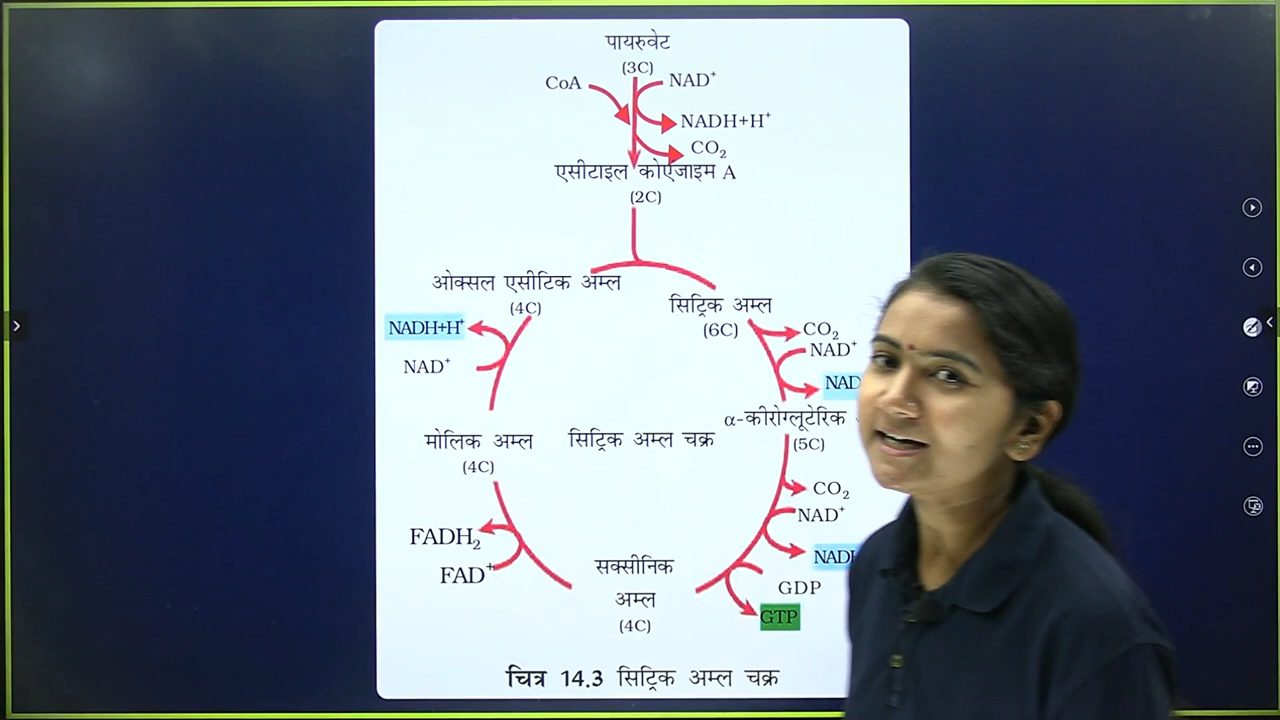 पायरुवेट
(3C)
CoA
NAD⁺
NADH+H⁺
CO₂
एसीटाइल कोएंजाइम A
(2C)
ओक्सल एसीटिक अम्ल
(4C)
सिट्रिक अम्ल
(6C)
NADH+H⁺
NAD⁺
CO₂
NAD⁺
NAD
α-कीरोग्लूटेरिक
(5C)
मोलिक अम्ल
(4C)
सिट्रिक अम्ल चक्र
CO₂
NAD⁺
NADH
FADH₂
FAD⁺
सक्सीनिक
अम्ल
(4C)
GDP
GTP
चित्र 14.3 सिट्रिक अम्ल चक्र